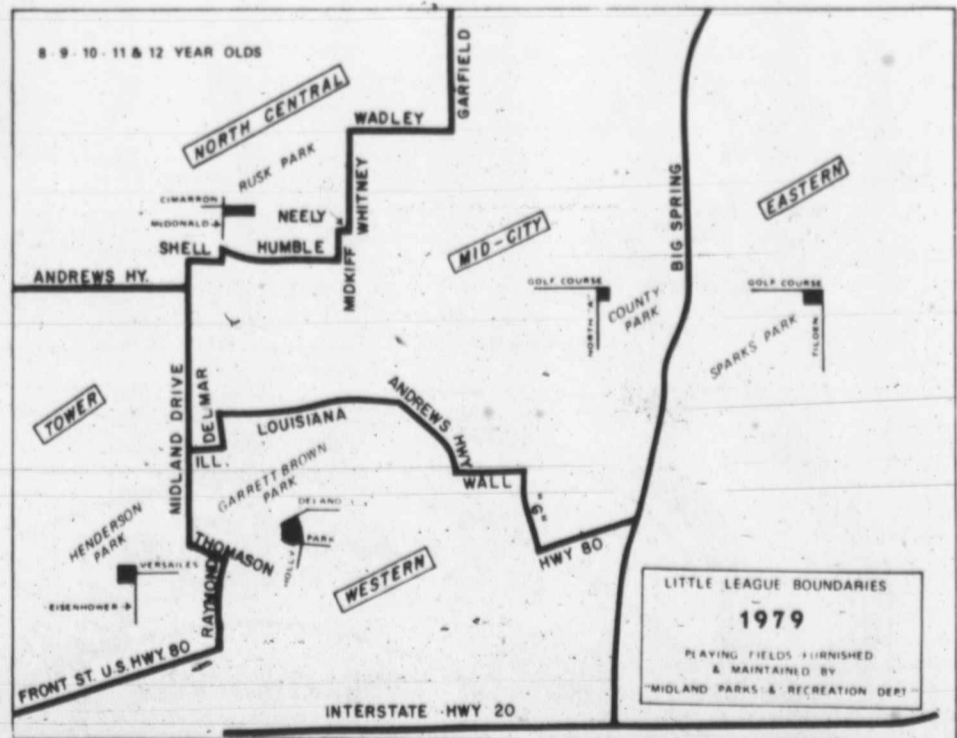 8 - 9 - 10 - 11 & 12 YEAR OLDS
NORTH CENTRAL
WADLEY
GARFIELD
RUSK PARK
WHITNEY
CIMARRON
McDONALD
NEELY
SHELL
HUMBLE
MIDKIFF
ANDREWS HY.
MID-CITY
EASTERN
BIG SPRING
GOLF COURSE
NORTH "A"
COUNTY
PARK
GOLF COURSE
SPARKS PARK
TILDEN
TOWER
MIDLAND DRIVE
DELMAR
LOUISIANA
ANDREWS HWY.
ILL.
WALL
"G"
HWY 80
GARRETT BROWN
PARK
DELANO
PARK
HOLLY
HENDERSON
PARK
VERSAILES
EISENHOWER
THOMASON
RAYMOND
WESTERN
FRONT ST. U.S. HWY. 80
INTERSTATE HWY 20
LITTLE LEAGUE BOUNDARIES
1979
PLAYING FIELDS FURNISHED
& MAINTAINED BY
"MIDLAND PARKS & RECREATION DEPT"